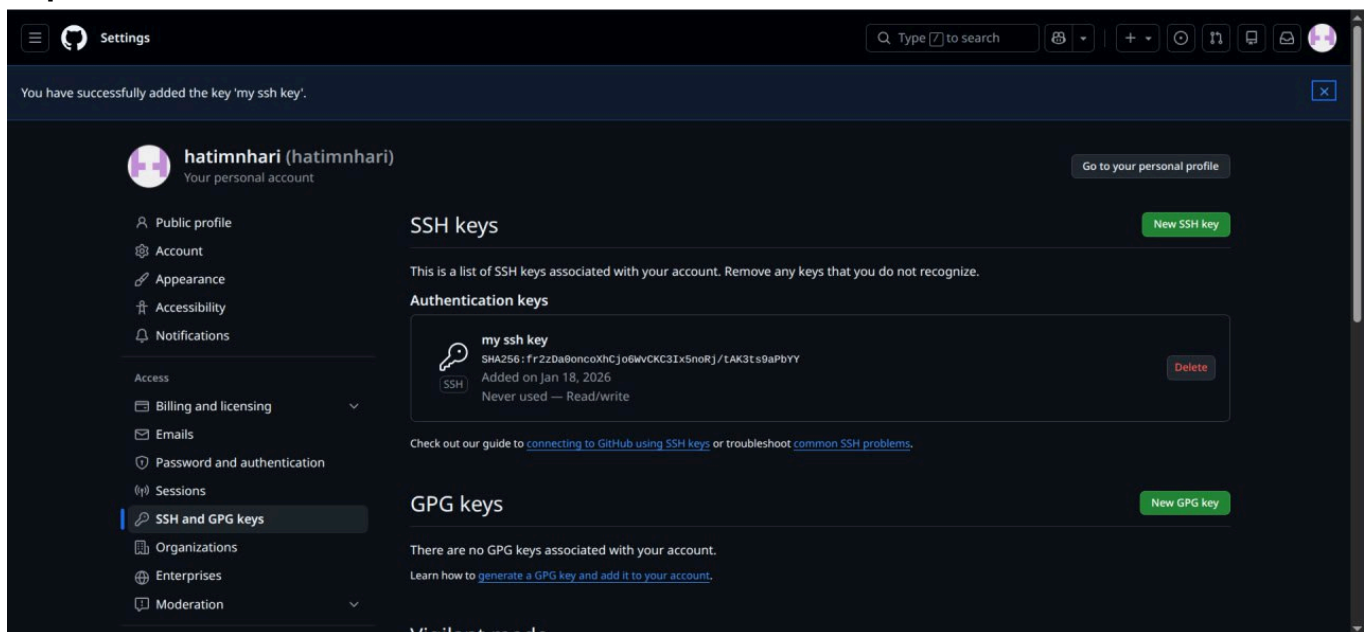 Settings
Type / to search
You have successfully added the key 'my ssh key'.
hatimnhari (hatimnhari)
Your personal account
Go to your personal profile
Public profile
Account
Appearance
Accessibility
Notifications
Access
Billing and licensing
Emails
Password and authentication
Sessions
SSH and GPG keys
Organizations
Enterprises
Moderation
SSH keys
New SSH key
This is a list of SSH keys associated with your account. Remove any keys that you do not recognize.
Authentication keys
my ssh key
SHA256:fr2zDa0oncoXhCjo6WvCKC3Ix5noRj/tAK3ts9aPbYY
Added on Jan 18, 2026
Never used — Read/write
SSH
Delete
Check out our guide to connecting to GitHub using SSH keys or troubleshoot common SSH problems.
GPG keys
New GPG key
There are no GPG keys associated with your account.
Learn how to generate a GPG key and add it to your account.